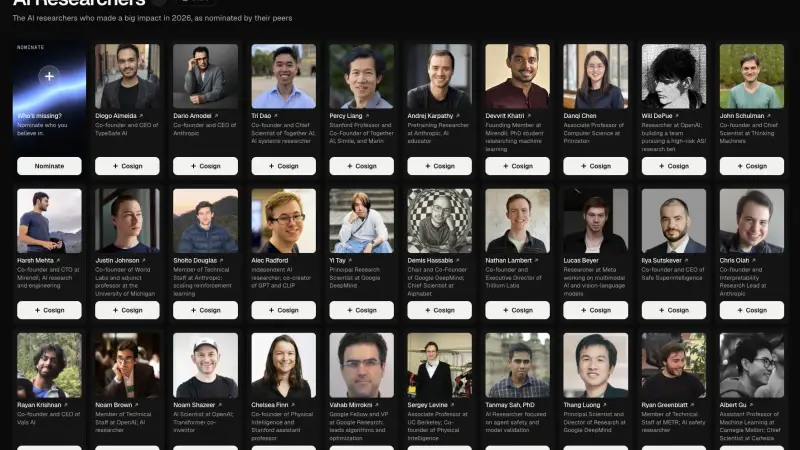 AI Researchers
The AI researchers who made a big impact in 2026, as nominated by their peers
NOMINATE
Who's missing?
Nominate who you
believe in.
Nominate
Diogo Almeida
Co-founder and CEO of
TypeSafe AI
Cosign
Dario Amodei
Co-founder and CEO of
Anthropic
Cosign
Tri Dao
Co-founder and Chief
Scientist of Together AI;
AI systems researcher
Cosign
Percy Liang
Stanford Professor and
Co-Founder of Together
AI, Simile, and Marin
Cosign
Andrej Karpathy
Pretraining Researcher
at Anthropic, AI
educator
Cosign
Devvrit Khatri
Founding Member at
Mirendil, PhD student
researching machine
learning
Cosign
Danqi Chen
Associate Professor of
Computer Science at
Princeton
Cosign
Will DePue
Researcher at OpenAI;
building a team
pursuing a high-risk ASI
research bet
Cosign
John Schulman
Co-founder and Chief
Scientist at Thinking
Machines
Cosign
Harsh Mehta
Co-founder and CTO at
Mirendil; AI research
and engineering
Cosign
Justin Johnson
Co-founder of World
Labs and adjunct
professor at the
University of Michigan
Cosign
Sholto Douglas
Member of Technical
Staff at Anthropic;
scaling reinforcement
learning
Cosign
Alec Radford
Independent AI
researcher; co-creator
of GPT and CLIP
Cosign
Yi Tay
Principal Research
Scientist at Google
DeepMind
Cosign
Demis Hassabis
Chair and Co-Founder
of Google DeepMind;
Chief Scientist at
Alphabet
Cosign
Nathan Lambert
Co-founder and
Executive Director of
Trillium Labs
Cosign
Lucas Beyer
Researcher at Meta
working on multimodal
AI and vision-language
models
Cosign
Ilya Sutskever
Co-founder and CEO of
Safe Superintelligence
Cosign
Chris Olah
Co-founder and
Interpretability
Research Lead at
Anthropic
Cosign
Rayan Krishnan
Co-founder and CEO of
Vals AI
Noam Brown
Member of Technical
Staff at OpenAI; AI
researcher
Noam Shazeer
AI Scientist at OpenAI;
Transformer co-
inventor
Chelsea Finn
Co-founder of Physical
Intelligence and
Stanford assistant
professor
Vahab Mirrokni
Google Fellow and VP
at Google Research,
leads algorithms and
optimization
Sergey Levine
Associate Professor at
UC Berkeley; Co-
founder of Physical
Intelligence
Tanmay Sah, PhD
AI Researcher focused
on agent safety and
model validation
Thang Luong
Principal Scientist and
Director of Research at
Google DeepMind
Ryan Greenblatt
Member of Technical
Staff at METR; AI safety
researcher
Albert Gu
Assistant Professor of
Machine Learning at
Carnegie Mellon; Chief
Scientist at Cartesia